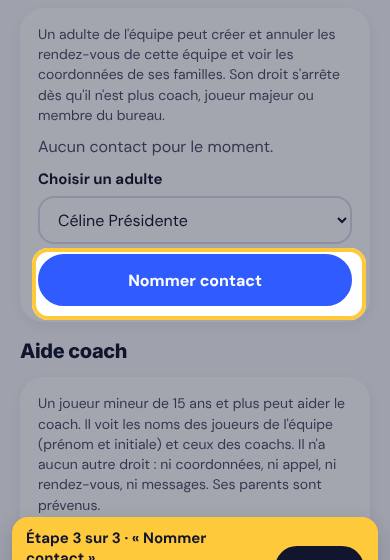 Un adulte de l'équipe peut créer et annuler les
rendez-vous de cette équipe et voir les
coordonnées de ses familles. Son droit s'arrête
dès qu'il n'est plus coach, joueur majeur ou
membre du bureau.
Aucun contact pour le moment.
Choisir un adulte
Céline Présidente
Nommer contact
Aide coach
Un joueur mineur de 15 ans et plus peut aider le
coach. Il voit les noms des joueurs de l'équipe
(prénom et initiale) et ceux des coachs. Il n'a
aucun autre droit : ni coordonnées, ni appel, ni
rendez-vous, ni messages. Ses parents sont
prévenus.
Étape 3 sur 3 · « Nommer
contact »